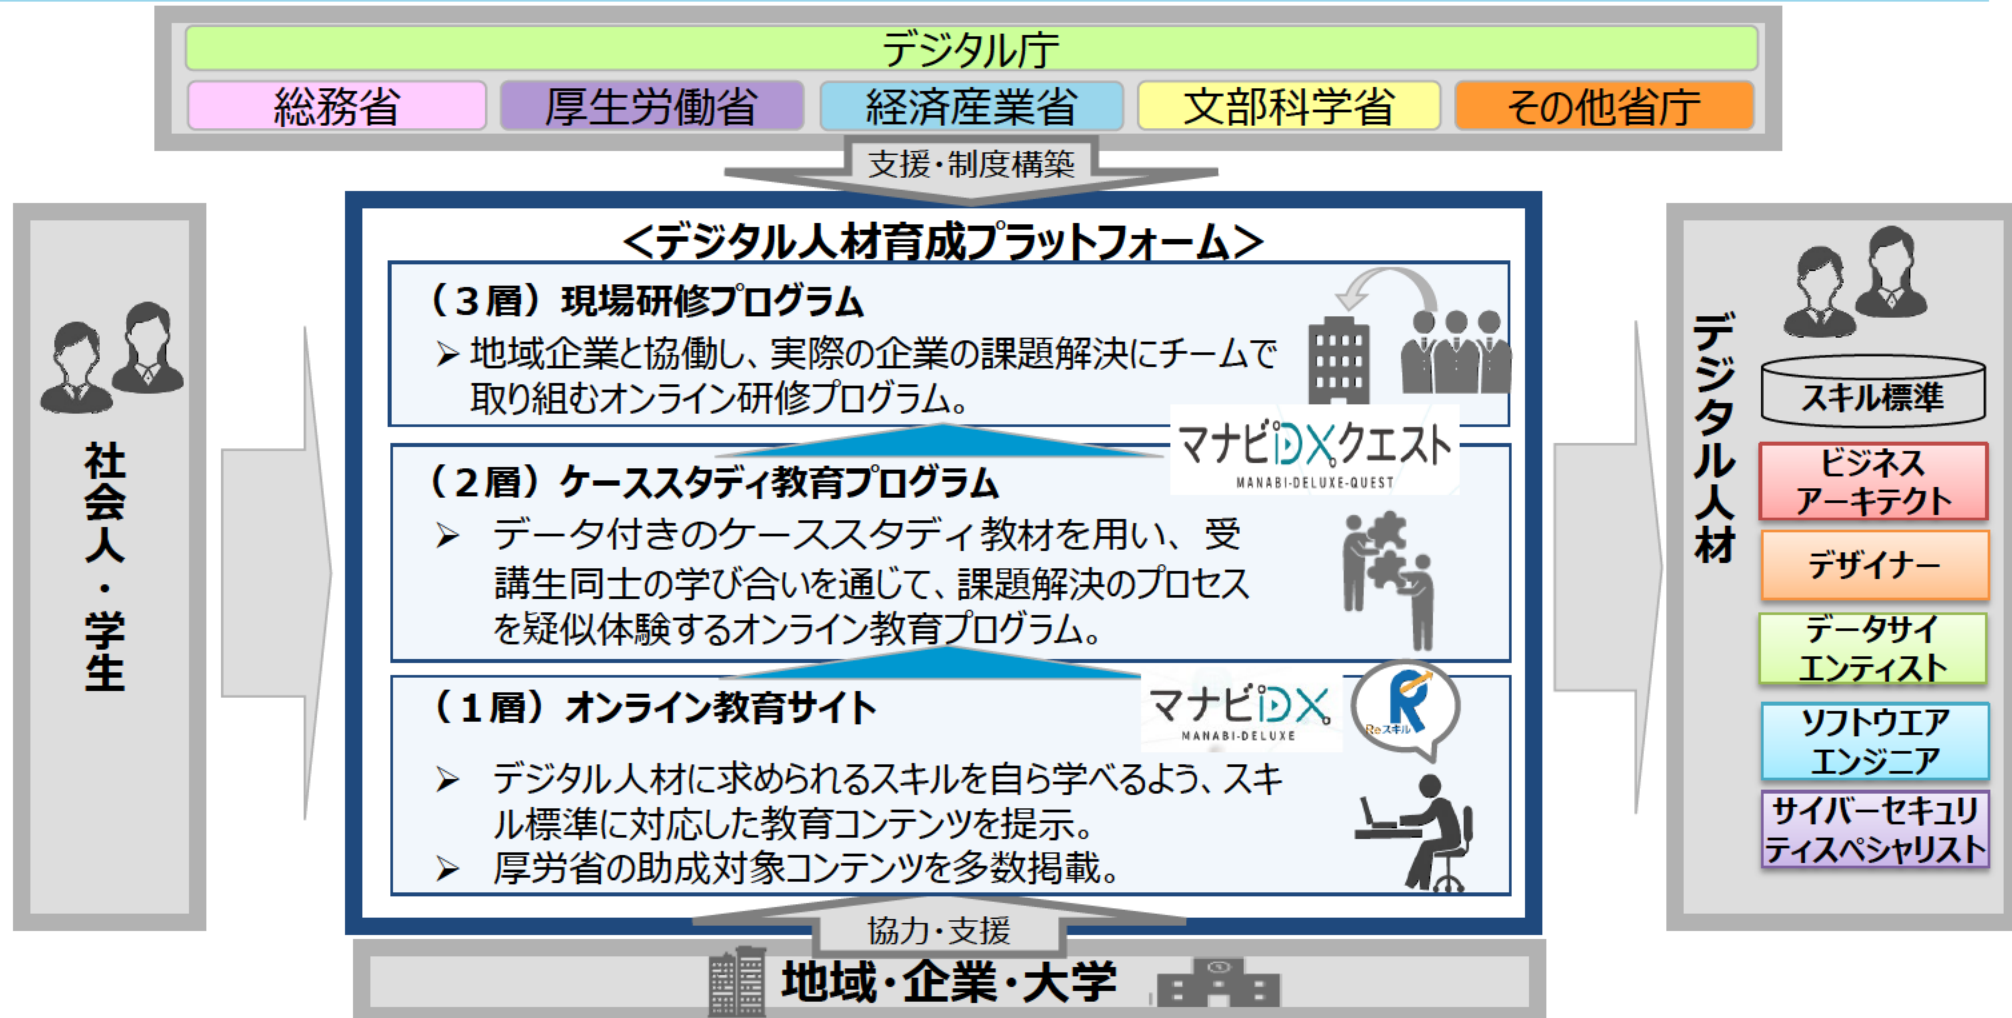 デジタル庁
総務省
厚生労働省
経済産業省
文部科学省
その他省庁
支援・制度構築
社会人・学生
＜デジタル人材育成プラットフォーム＞
（３層）現場研修プログラム
➢ 地域企業と協働し、実際の企業の課題解決にチームで
取り組むオンライン研修プログラム。
マナビDXクエスト
MANABI-DELUXE-QUEST
（２層）ケーススタディ教育プログラム
➢ データ付きのケーススタディ教材を用い、受
講生同士の学び合いを通じて、課題解決のプロセス
を疑似体験するオンライン教育プログラム。
（１層）オンライン教育サイト
マナビDX
MANABI-DELUXE
Reスキル
➢ デジタル人材に求められるスキルを自ら学べるよう、スキ
ル標準に対応した教育コンテンツを提示。
➢ 厚労省の助成対象コンテンツを多数掲載。
協力・支援
地域・企業・大学
デジタル人材
スキル標準
ビジネス
アーキテクト
デザイナー
データサイ
エンティスト
ソフトウエア
エンジニア
サイバーセキュリ
ティスペシャリスト